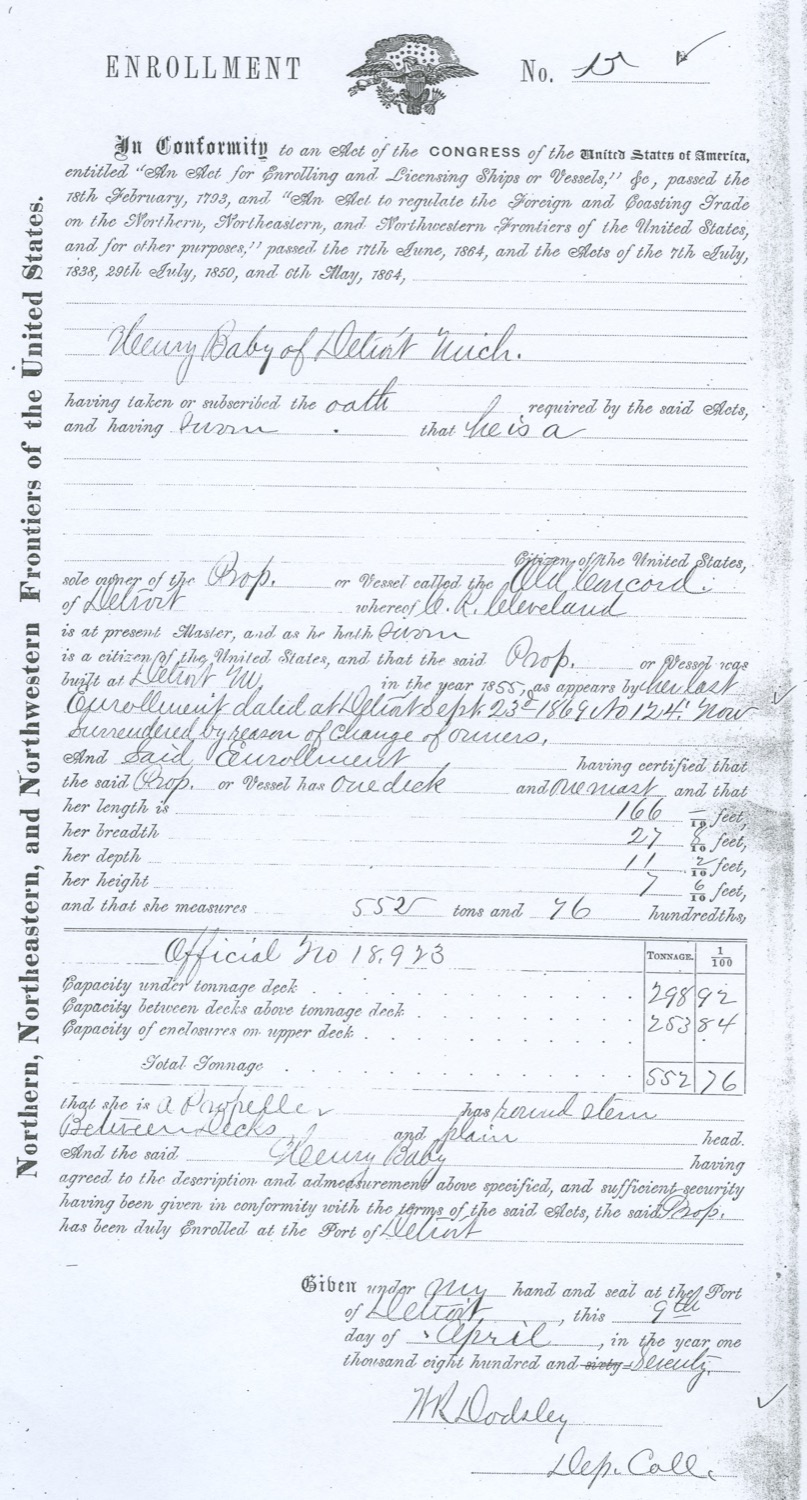 ENROLLMENT No. 15
Northern, Northeastern, and Northwestern Frontiers of the United States.
In Conformity to an Act of the CONGRESS of the United States of America,
entitled "An Act for Enrolling and Licensing Ships or Vessels," &c, passed the
18th February, 1793, and "An Act to regulate the Foreign and Coasting Trade
on the Northern, Northeastern, and Northwestern Frontiers of the United States,
and for other purposes," passed the 17th June, 1864, and the Acts of the 7th July,
1838, 29th July, 1850, and 6th May, 1864,
Henry Baby of Detroit Mich.
having taken or subscribed the oath required by the said Acts,
and having sworn that he is a
Citizen of the United States,
sole owner of the Prop. or Vessel called the Old Concord
of Detroit whereof C. R. Cleveland
is at present Master, and as he hath sworn
is a citizen of the United States, and that the said Prop. or Vessel was
built at Detroit M. in the year 1855, as appears by her last
Enrollment dated at Detroit Sept. 23d 1869 No 124. Now
Surrendered by reason of change of owners.
And said Enrollment having certified that
the said Prop. or Vessel has one deck and one mast and that
her length is 166 –/10 feet,
her breadth 27 8/10 feet,
her depth 11 2/10 feet,
her height 7 6/10 feet,
and that she measures 552 tons and 76 hundredths,
Official No 18.923 TONNAGE. 1/100
Capacity under tonnage deck 298 92
Capacity between decks above tonnage deck 253 84
Capacity of enclosures on upper deck
Total Tonnage 552 76
that she is a Propeller has round stern
Between Decks and plain head.
And the said Henry Baby having
agreed to the description and admeasurement above specified, and sufficient security
having been given in conformity with the terms of the said Acts, the said Prop.
has been duly Enrolled at the Port of Detroit
Given under my hand and seal at the Port
of Detroit, this 9th
day of April, in the year one
thousand eight hundred and sixty Seventy.
WR Dodsley
Dep. Coll.